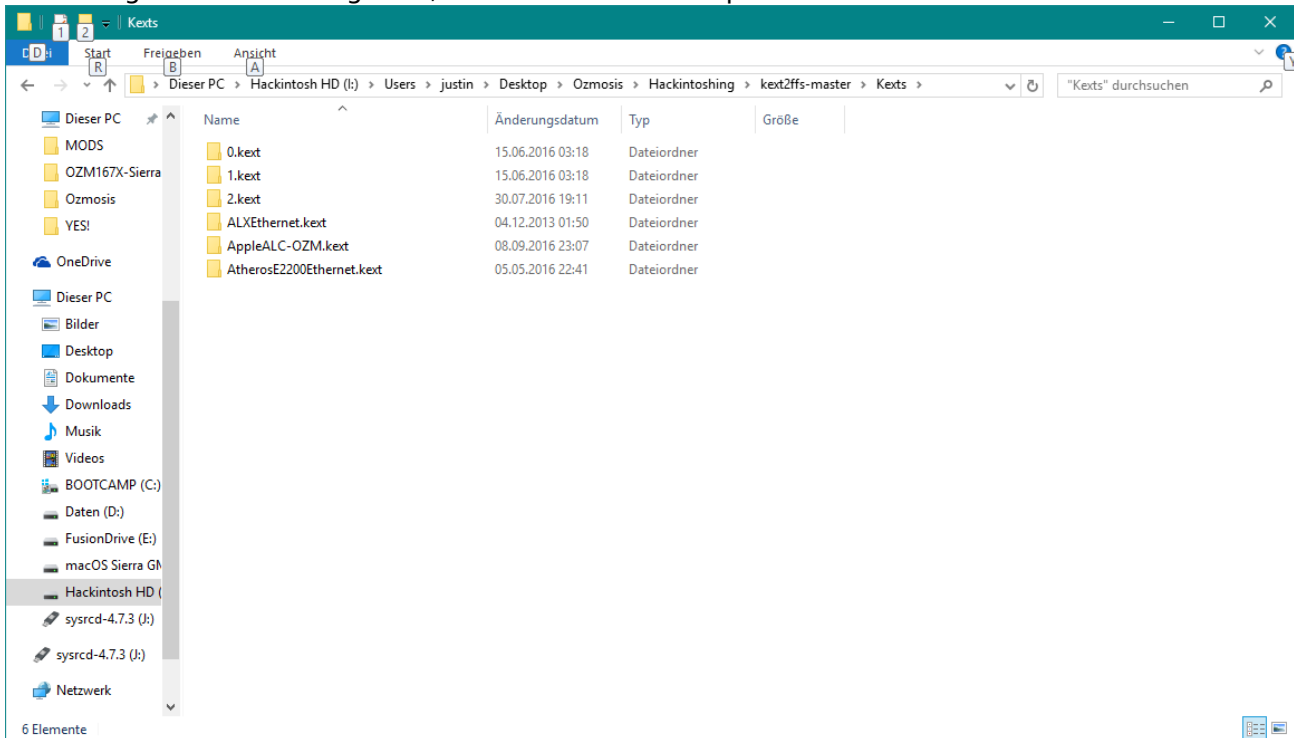 Kexts
1 2
Start Freigeben Ansicht
D R B A Y
Dieser PC > Hackintosh HD (I:) > Users > justin > Desktop > Ozmosis > Hackintoshing > kext2ffs-master > Kexts >
"Kexts" durchsuchen
Dieser PC
MODS
OZM167X-Sierra
Ozmosis
YES!
OneDrive
Dieser PC
Bilder
Desktop
Dokumente
Downloads
Musik
Videos
BOOTCAMP (C:)
Daten (D:)
FusionDrive (E:)
macOS Sierra GM
Hackintosh HD (
sysrcd-4.7.3 (J:)
sysrcd-4.7.3 (J:)
Netzwerk
Name Änderungsdatum Typ Größe
0.kext 15.06.2016 03:18 Dateiordner
1.kext 15.06.2016 03:18 Dateiordner
2.kext 30.07.2016 19:11 Dateiordner
ALXEthernet.kext 04.12.2013 01:50 Dateiordner
AppleALC-OZM.kext 08.09.2016 23:07 Dateiordner
AtherosE2200Ethernet.kext 05.05.2016 22:41 Dateiordner
6 Elemente